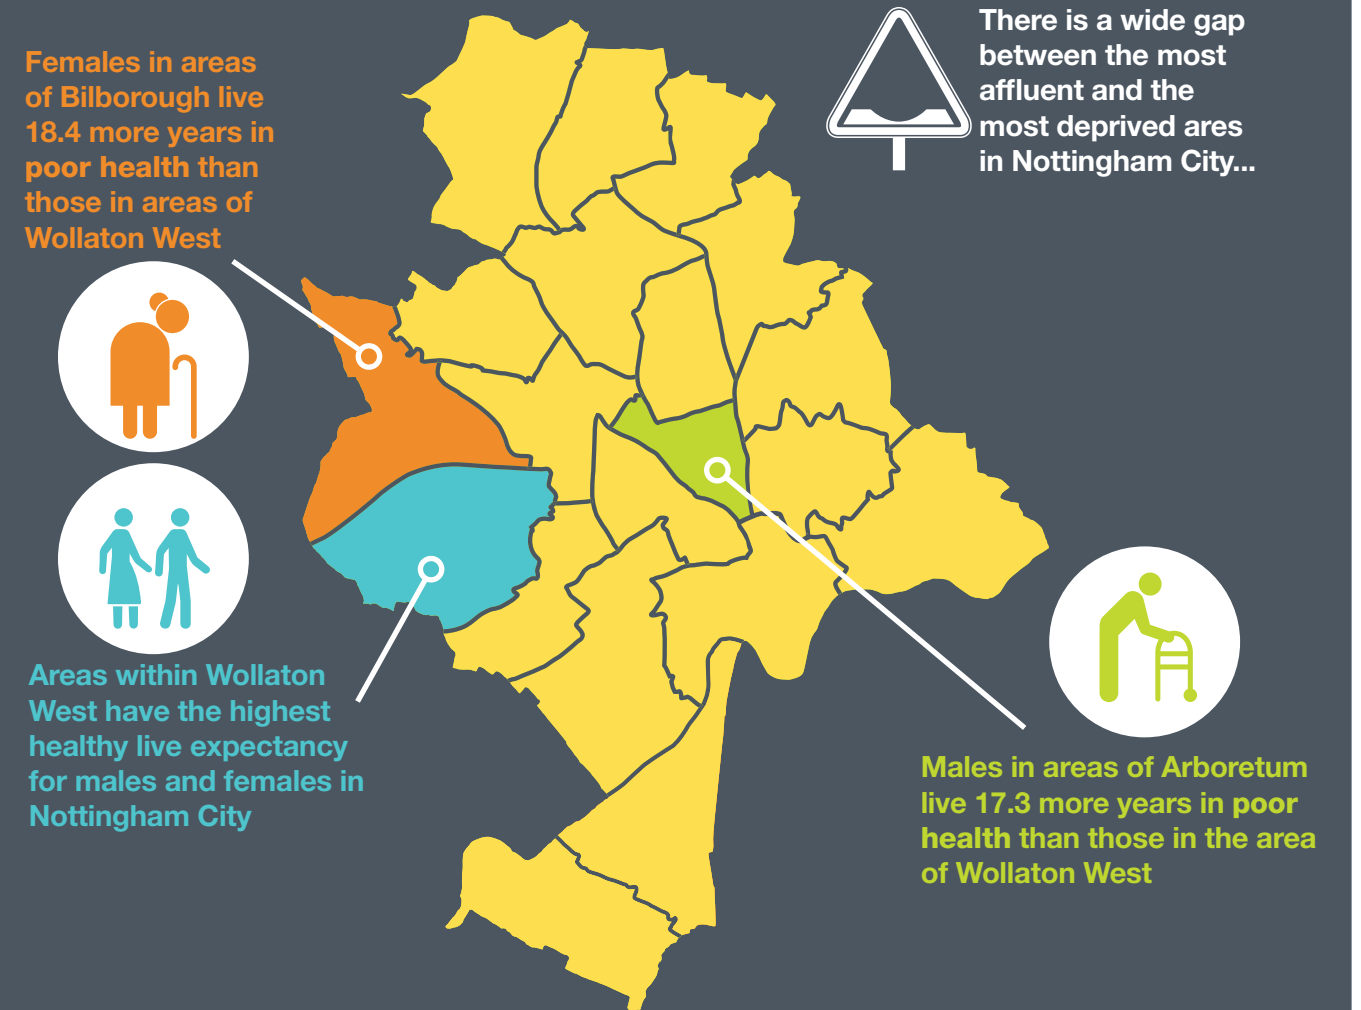 Females in areas
of Bilborough live
18.4 more years in
poor health than
those in areas of
Wollaton West
There is a wide gap
between the most
affluent and the
most deprived ares
in Nottingham City...
Areas within Wollaton
West have the highest
healthy live expectancy
for males and females in
Nottingham City
Males in areas of Arboretum
live 17.3 more years in poor
health than those in the area
of Wollaton West